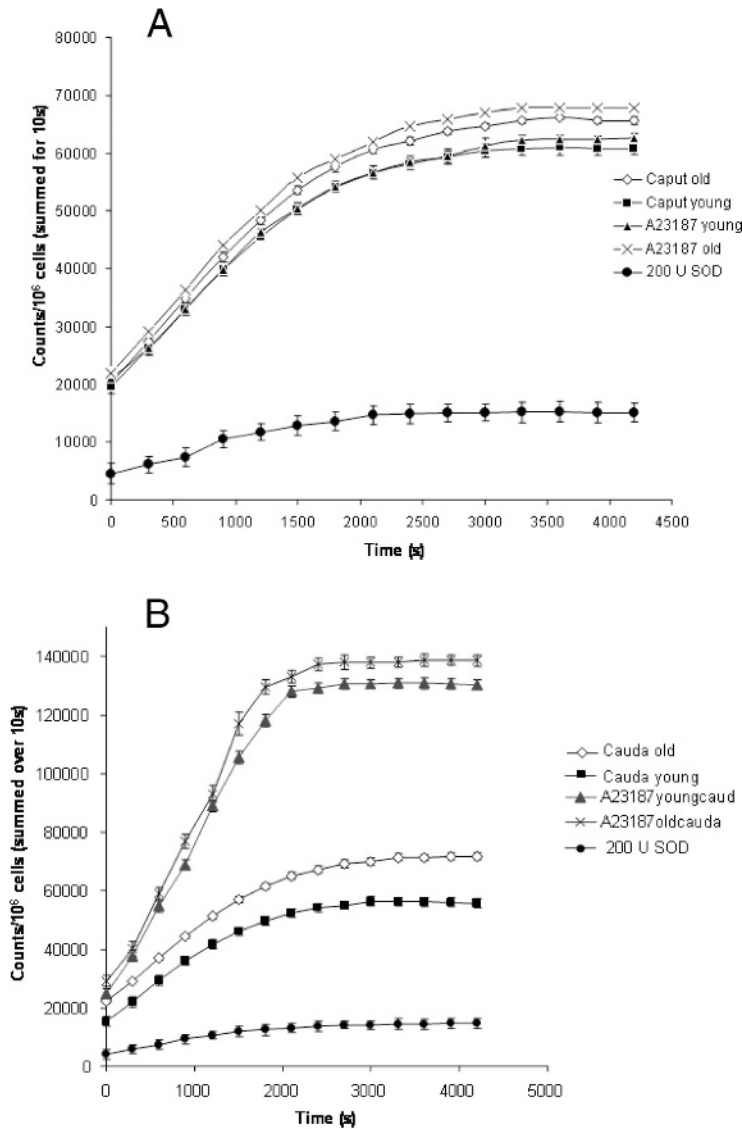 A
80000
70000
60000
50000
40000
30000
20000
10000
0
Counts/10⁶ cells (summed for 10s)
0 500 1000 1500 2000 2500 3000 3500 4000 4500
Time (s)
Caput old
Caput young
A23187 young
A23187 old
200 U SOD
B
140000
120000
100000
80000
60000
40000
20000
0
Counts/10⁶ cells (summed over 10s)
0 1000 2000 3000 4000 5000
Time (s)
Cauda old
Cauda young
A23187youngcaud
A23187oldcauda
200 U SOD